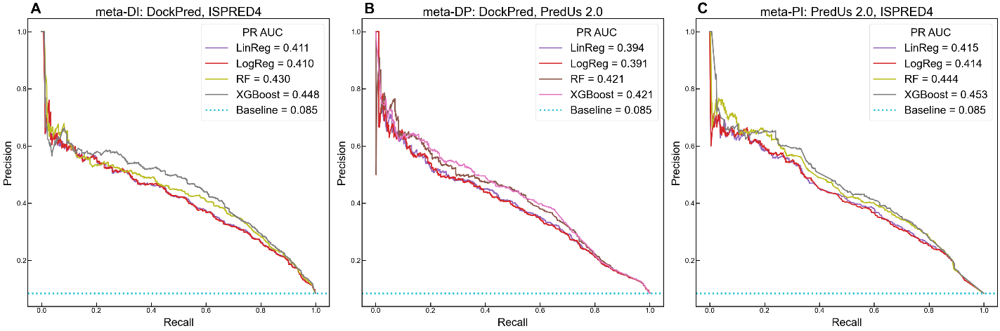 A
meta-DI: DockPred, ISPRED4
PR AUC
LinReg = 0.411
LogReg = 0.410
RF = 0.430
XGBoost = 0.448
Baseline = 0.085
1.0
0.8
0.6
0.4
0.2
Precision
0.0
0.2
0.4
0.6
0.8
1.0
Recall
B
meta-DP: DockPred, PredUs 2.0
PR AUC
LinReg = 0.394
LogReg = 0.391
RF = 0.421
XGBoost = 0.421
Baseline = 0.085
1.0
0.8
0.6
0.4
0.2
Precision
0.0
0.2
0.4
0.6
0.8
1.0
Recall
C
meta-PI: PredUs 2.0, ISPRED4
PR AUC
LinReg = 0.415
LogReg = 0.414
RF = 0.444
XGBoost = 0.453
Baseline = 0.085
1.0
0.8
0.6
0.4
0.2
Precision
0.0
0.2
0.4
0.6
0.8
1.0
Recall